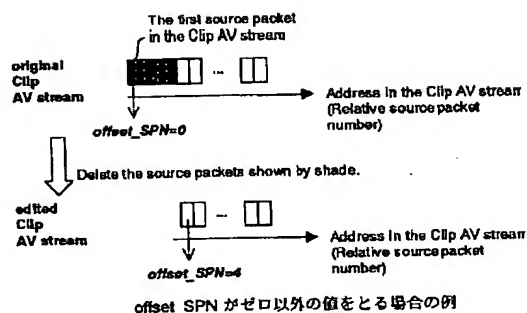 The first source packet
in the Clip AV stream
original
Clip
AV stream
...
Address in the Clip AV stream
(Relative source packet
number)
offset_SPN=0
Delete the source packets shown by shade.
edited
Clip
AV stream
...
Address in the Clip AV stream
(Relative source packet
number)
offset_SPN=4
offset SPN がゼロ以外の値をとる場合の例